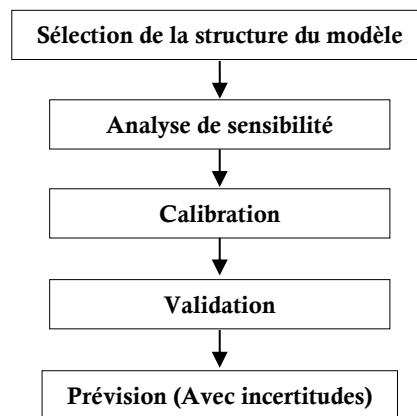 Sélection de la structure du modèle
Analyse de sensibilité
Calibration
Validation
Prévision (Avec incertitudes)